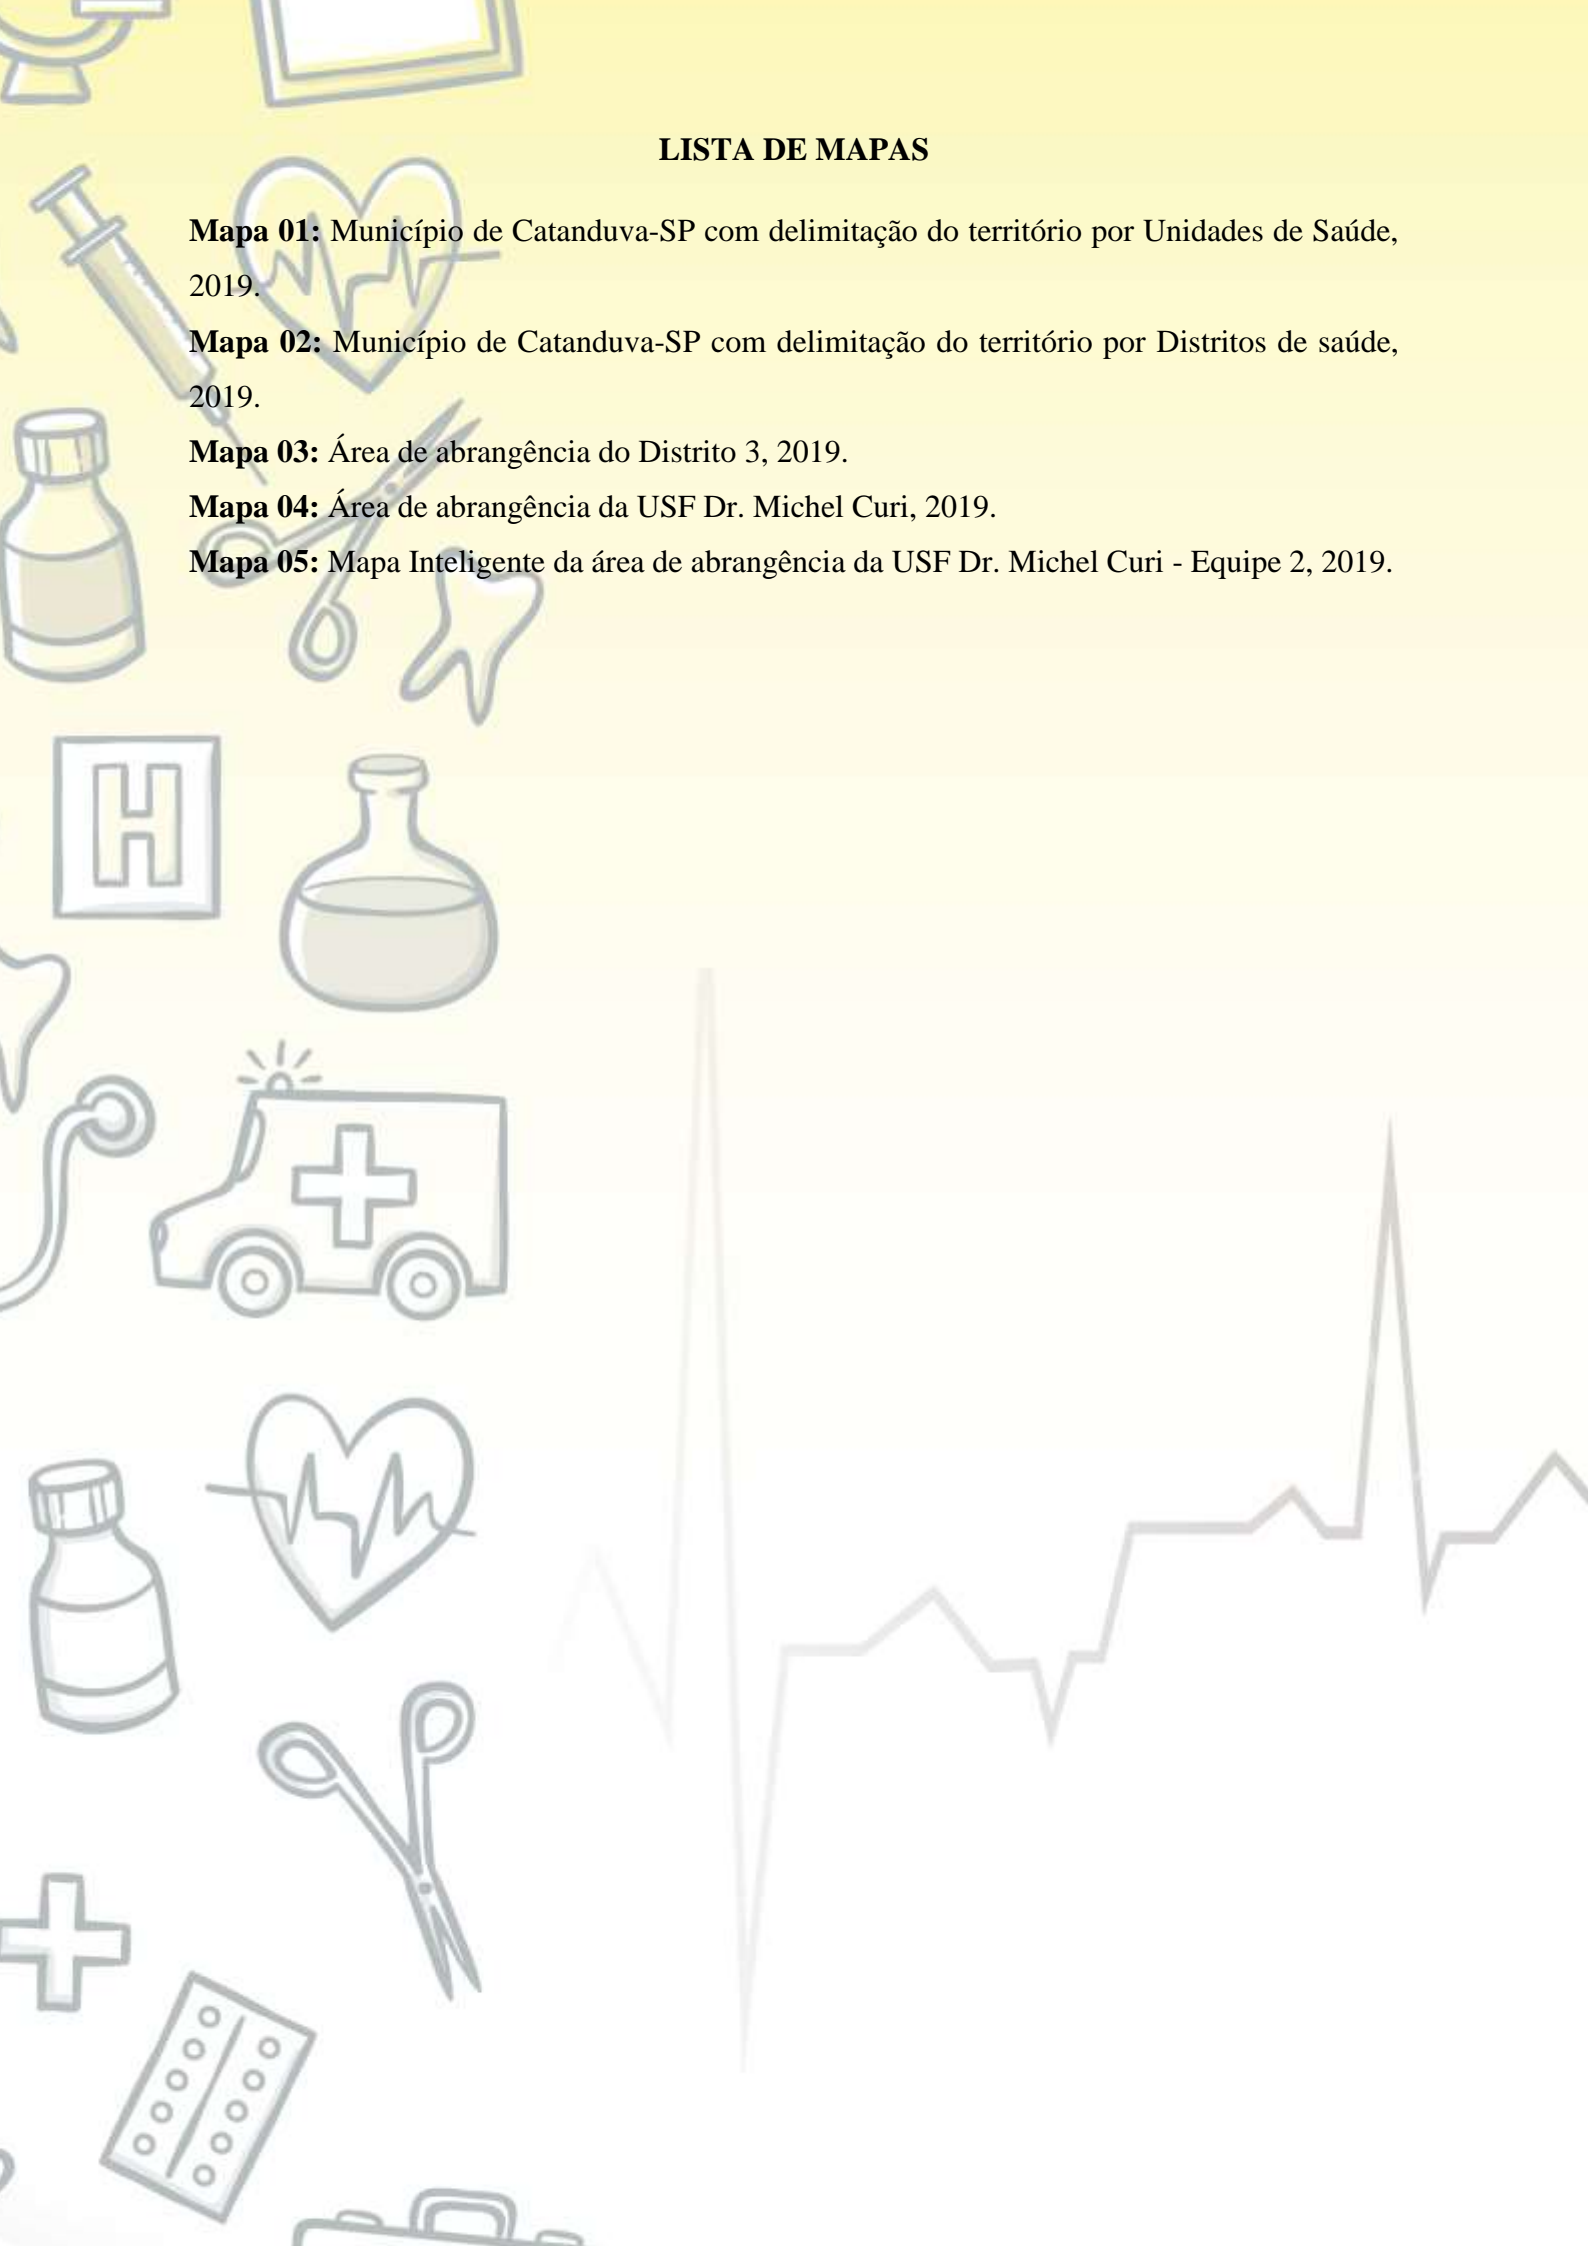 LISTA DE MAPAS
Mapa 01: Município de Catanduva-SP com delimitação do território por Unidades de Saúde,
2019.
Mapa 02: Município de Catanduva-SP com delimitação do território por Distritos de saúde,
2019.
Mapa 03: Área de abrangência do Distrito 3, 2019.
Mapa 04: Área de abrangência da USF Dr. Michel Curi, 2019.
Mapa 05: Mapa Inteligente da área de abrangência da USF Dr. Michel Curi - Equipe 2, 2019.
H